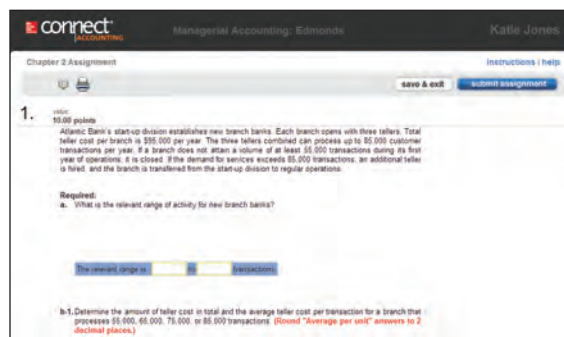 connect
ACCOUNTING
Managerial Accounting: Edmonds
Katie Jones
Chapter 2 Assignment
instructions | help
save & exit
submit assignment
1.
value:
10.00 points
Atlantic Bank's start-up division establishes new branch banks. Each branch opens with three tellers. Total
teller cost per branch is per year. The three tellers combined can process up to 85,000 customer
transactions per year. If a branch does not attain a volume of at least 55,000 transactions during its first
year of operations, it is closed. If the demand for services exceeds 85,000 transactions, an additional teller
is hired, and the branch is transferred from the start-up division to regular operations.
Required:
a. What is the relevant range of activity for new branch banks?
The relevant range is to transactions
b-1. Determine the amount of teller cost in total and the average teller cost per transaction for a branch that
processes 55,000, 65,000, 75,000, or 85,000 transactions. (Round "Average per unit" answers to 2
decimal places.)